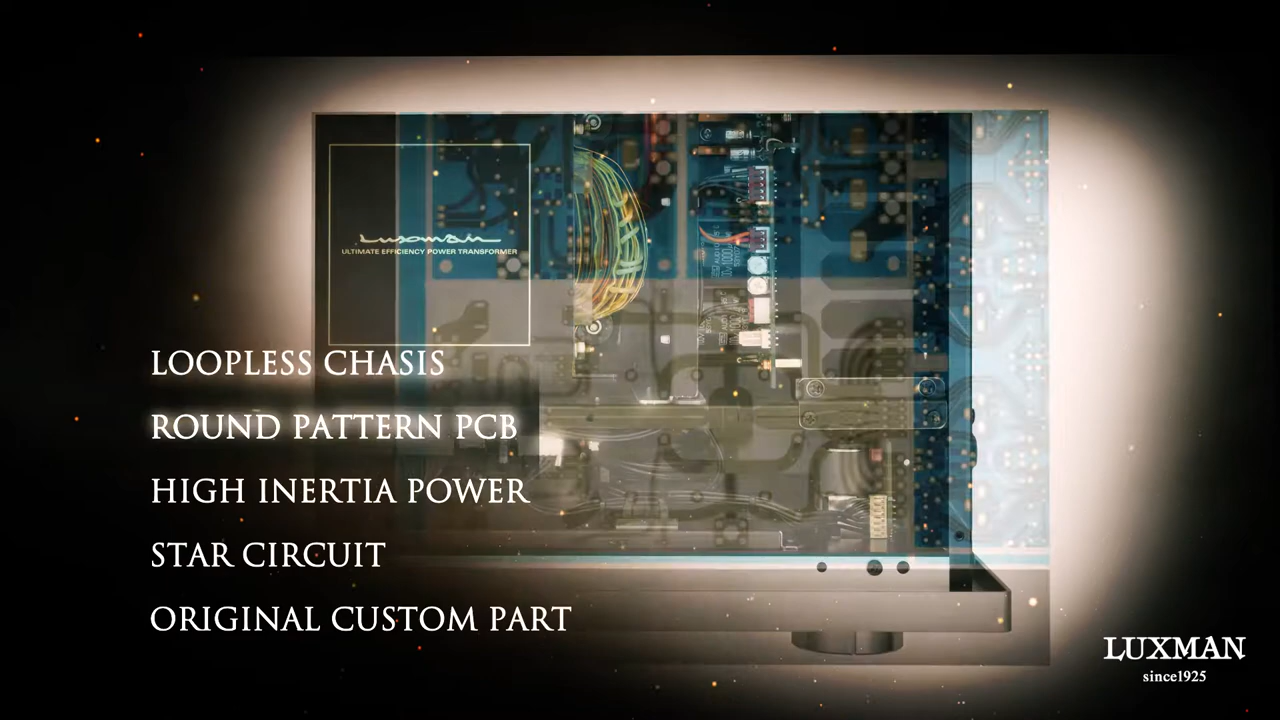 Luxman
ULTIMATE EFFICIENCY POWER TRANSFORMER
LOOPLESS CHASIS
ROUND PATTERN PCB
HIGH INERTIA POWER
STAR CIRCUIT
ORIGINAL CUSTOM PART
LUXMAN
since1925